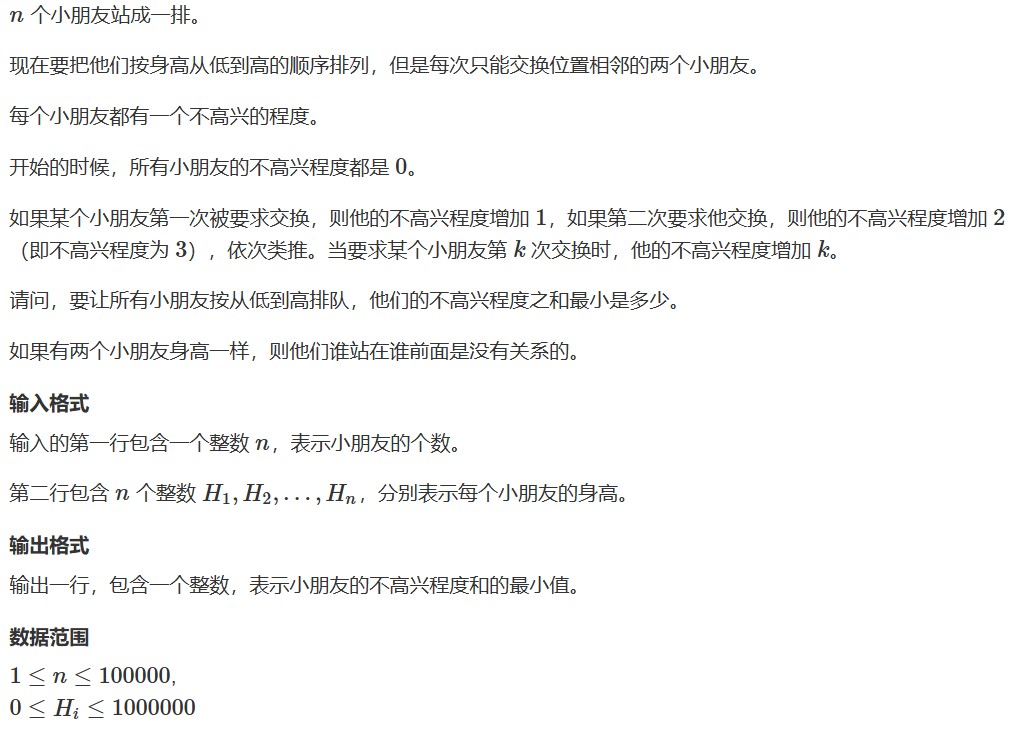 n 个小朋友站成一排。
现在要把他们按身高从低到高的顺序排列，但是每次只能交换位置相邻的两个小朋友。
每个小朋友都有一个不高兴的程度。
开始的时候，所有小朋友的不高兴程度都是 0。
如果某个小朋友第一次被要求交换，则他的不高兴程度增加 1，如果第二次要求他交换，则他的不高兴程度增加 2
（即不高兴程度为 3），依次类推。当要求某个小朋友第 k 次交换时，他的不高兴程度增加 k。
请问，要让所有小朋友按从低到高排队，他们的不高兴程度之和最小是多少。
如果有两个小朋友身高一样，则他们谁站在谁前面是没有关系的。
输入格式
输入的第一行包含一个整数 n，表示小朋友的个数。
第二行包含 n 个整数 H₁, H₂, . . . , Hₙ，分别表示每个小朋友的身高。
输出格式
输出一行，包含一个整数，表示小朋友的不高兴程度和的最小值。
数据范围
1 ≤ n ≤ 100000,
0 ≤ Hᵢ ≤ 1000000